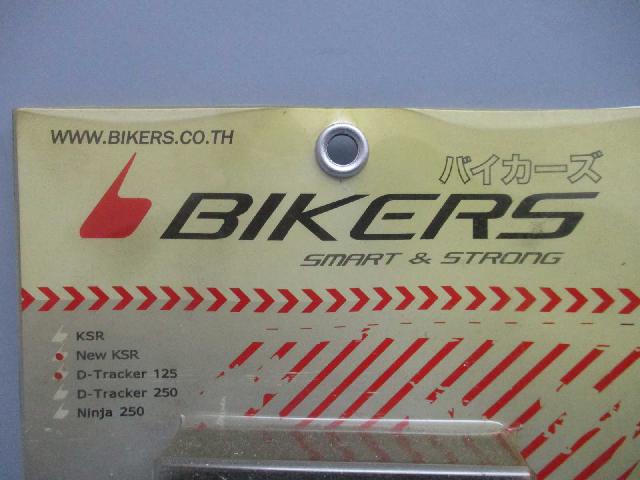 WWW.BIKERS.CO.TH
バイカーズ
BIKERS
SMART & STRONG
KSR
New KSR
D-Tracker 125
D-Tracker 250
Ninja 250